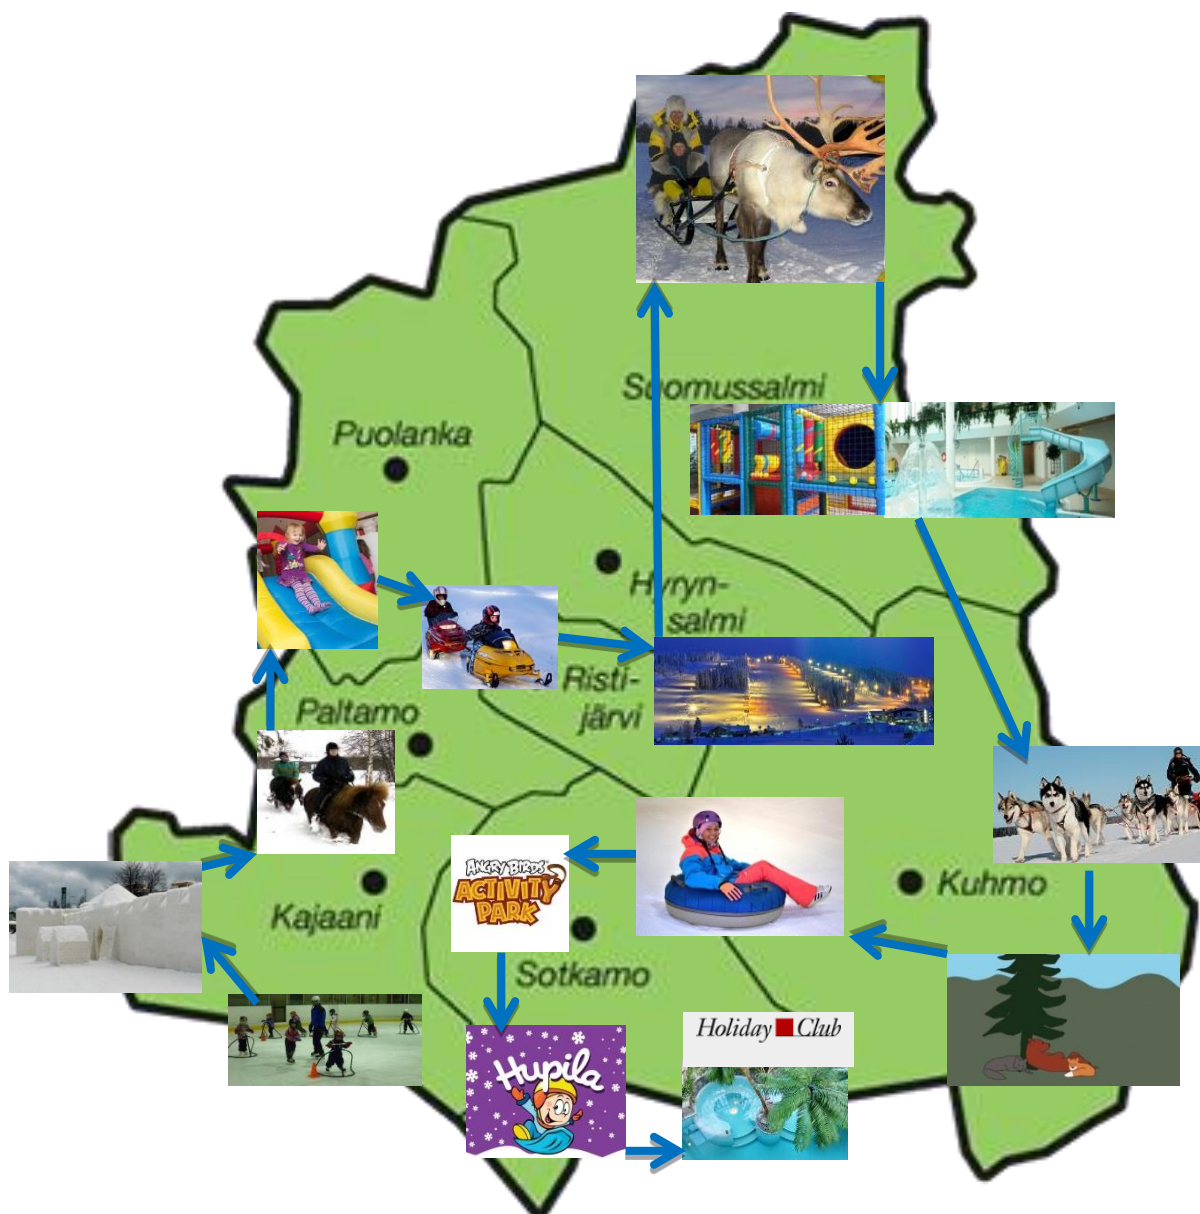 Suomussalmi
Puolanka
Hyryn-
salmi
Risti-
järvi
Paltamo
ANGRY BIRDS
ACTIVITY
PARK
Kajaani
Kuhmo
Sotkamo
Holiday Club
Hupila